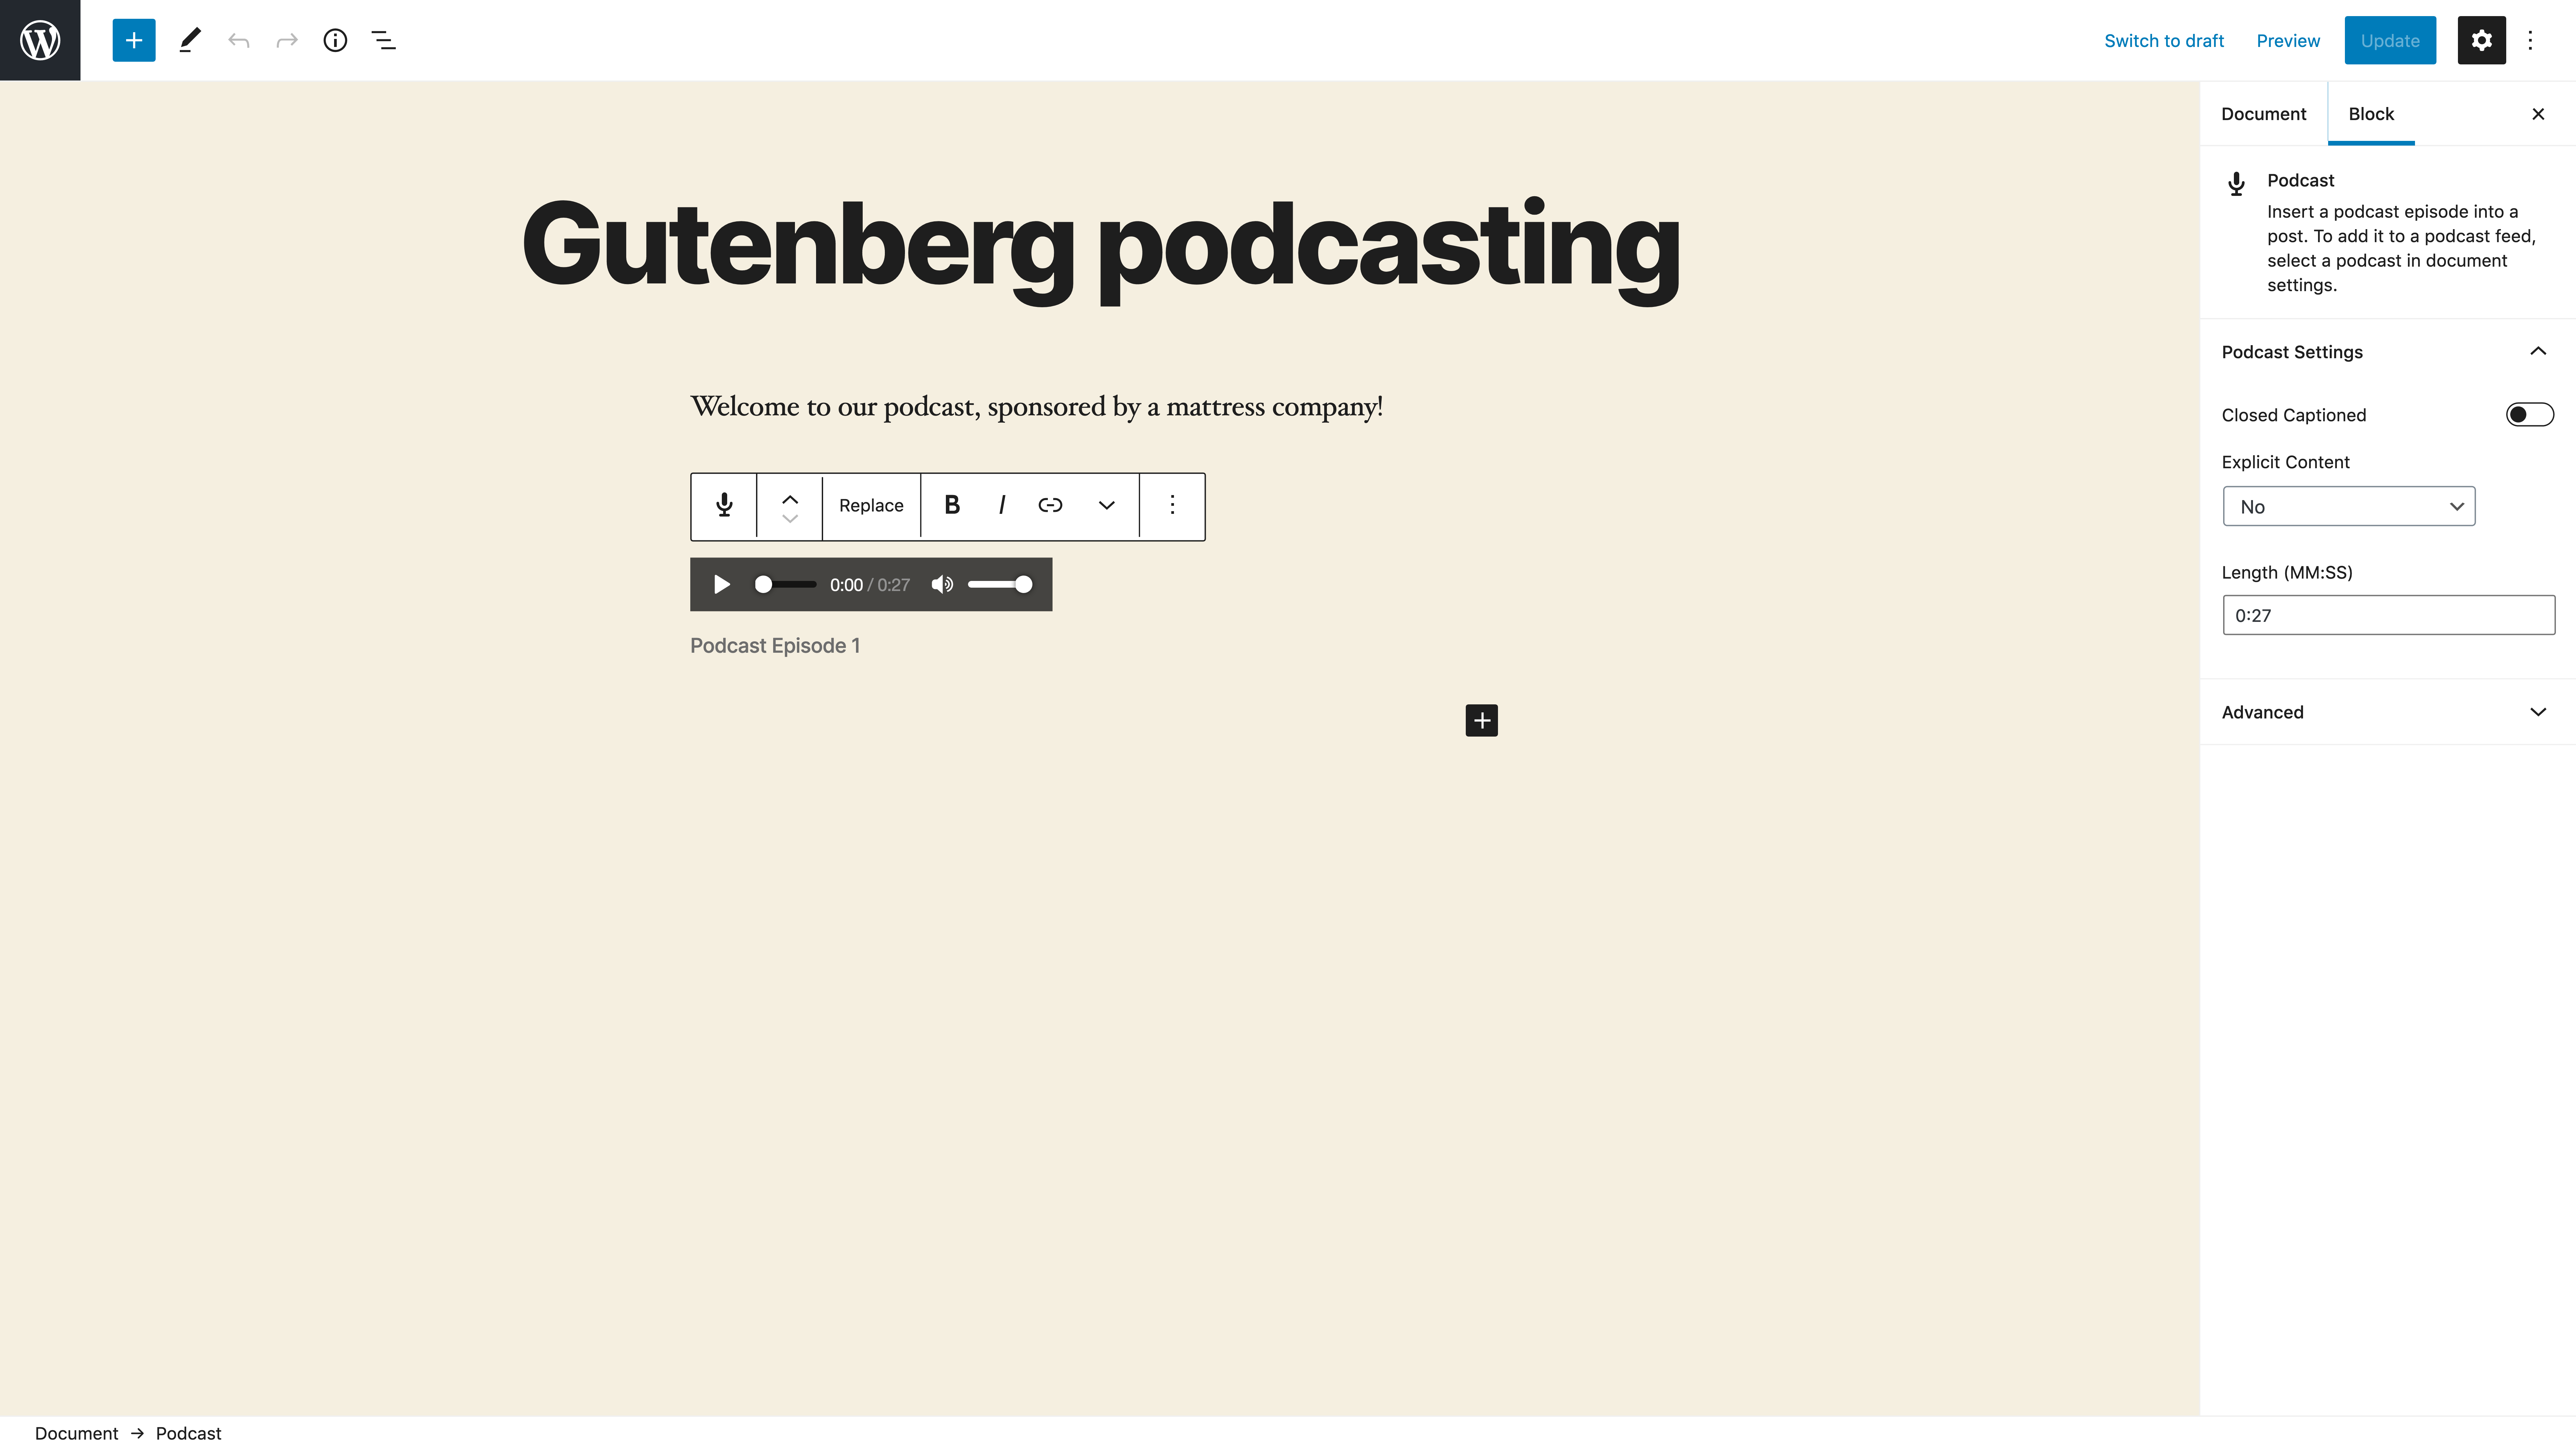 Switch to draft Preview Update
Document Block
Podcast
Insert a podcast episode into a
post. To add it to a podcast feed,
select a podcast in document
settings.
Gutenberg podcasting
Podcast Settings
Welcome to our podcast, sponsored by a mattress company!
Closed Captioned
Explicit Content
No
Replace B I
Length (MM:SS)
0:27
0:00 / 0:27
Podcast Episode 1
Advanced
Document → Podcast